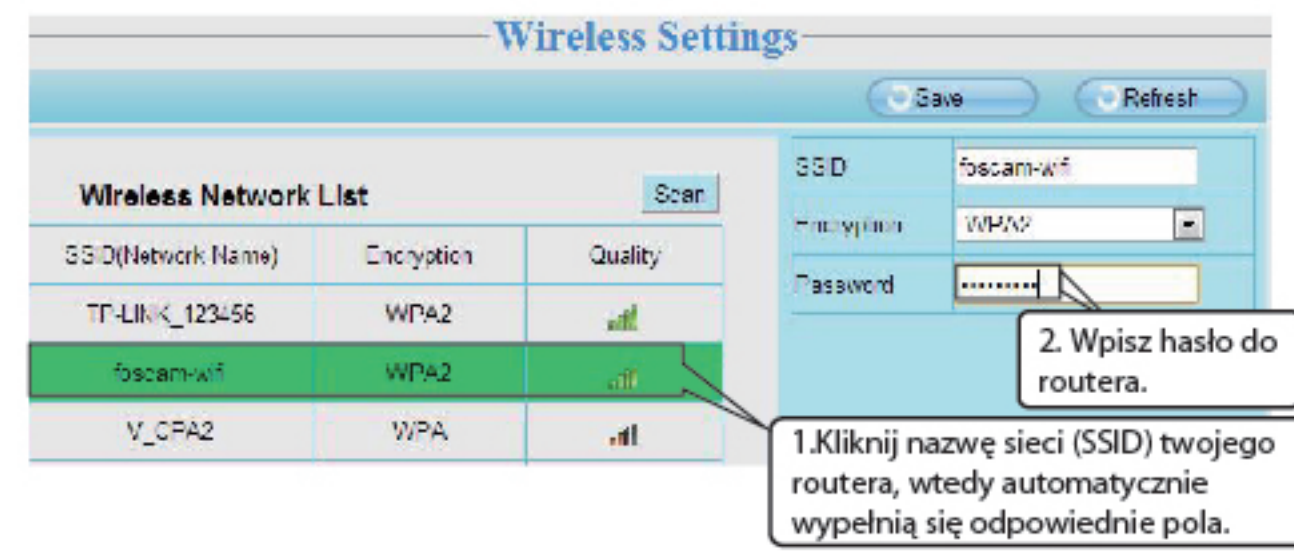 Wireless Settings
Save Refresh
Wireless Network List Scan
SSID(Network Name) Encryption Quality
TP-LINK_123456 WPA2
foscam-wifi WPA2
V_CPA2 WPA
SSID foscam-wifi
Encryption WPA2
Password •••••••••
2. Wpisz hasło do
routera.
1.Kliknij nazwę sieci (SSID) twojego
routera, wtedy automatycznie
wypełnią się odpowiednie pola.